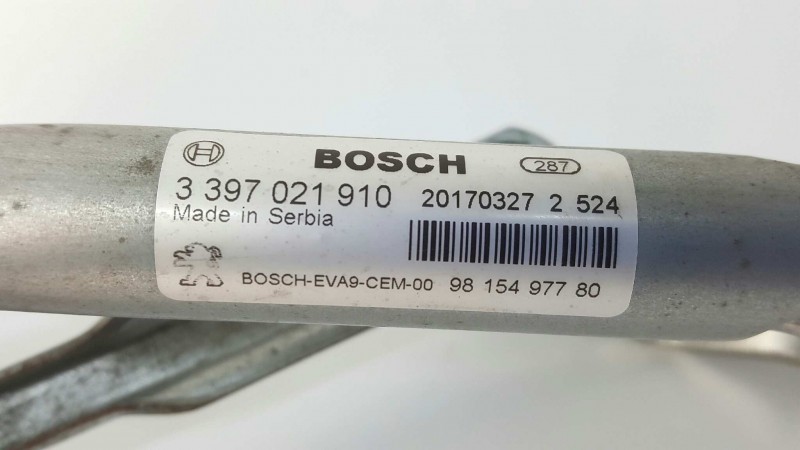 BOSCH 287
3 397 021 910 20170327 2 524
Made in Serbia
BOSCH-EVA9-CEM-00 98 154 977 80